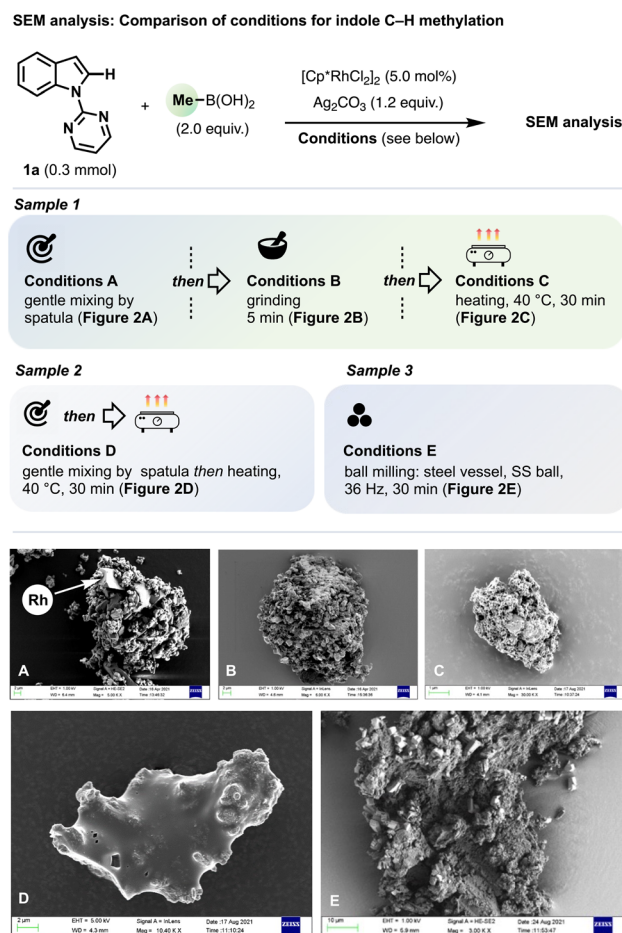 SEM analysis: Comparison of conditions for indole C–H methylation
H
N
N
N
1a (0.3 mmol)
+
Me–B(OH)2
(2.0 equiv.)
[Cp*RhCl2]2 (5.0 mol%)
Ag2CO3 (1.2 equiv.)
Conditions (see below)
SEM analysis
Sample 1
Conditions A
gentle mixing by
spatula (Figure 2A)
then
Conditions B
grinding
5 min (Figure 2B)
then
Conditions C
heating, 40 °C, 30 min
(Figure 2C)
Sample 2
then
Conditions D
gentle mixing by spatula then heating,
40 °C, 30 min (Figure 2D)
Sample 3
Conditions E
ball milling: steel vessel, SS ball,
36 Hz, 30 min (Figure 2E)
Rh
A
B
C
D
2 µm
EHT = 5.00 kV
WD = 4.3 mm
Signal A = InLens
Mag = 10.40 K X
Date :17 Aug 2021
Time :11:10:24
ZEISS
E
10 µm
EHT = 1.00 kV
WD = 5.9 mm
Signal A = HE-SE2
Mag = 3.00 K X
Date :24 Aug 2021
Time :11:53:47
ZEISS